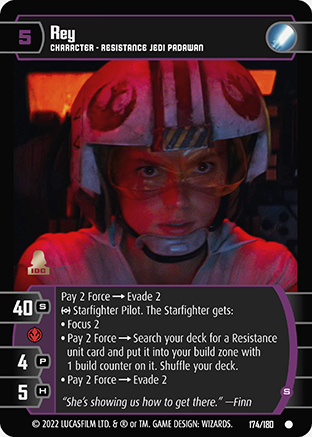 5 Rey
CHARACTER - RESISTANCE JEDI PADAWAN
IDC
Pay 2 Force → Evade 2
40 S
Starfighter Pilot. The Starfighter gets:
• Focus 2
• Pay 2 Force → Search your deck for a Resistance
unit card and put it into your build zone with
4 P
1 build counter on it. Shuffle your deck.
• Pay 2 Force → Evade 2
5 H
S
“She’s showing us how to get there.” —Finn
© 2022 LUCASFILM LTD. & ® or TM. GAME DESIGN: WIZARDS. 174/180